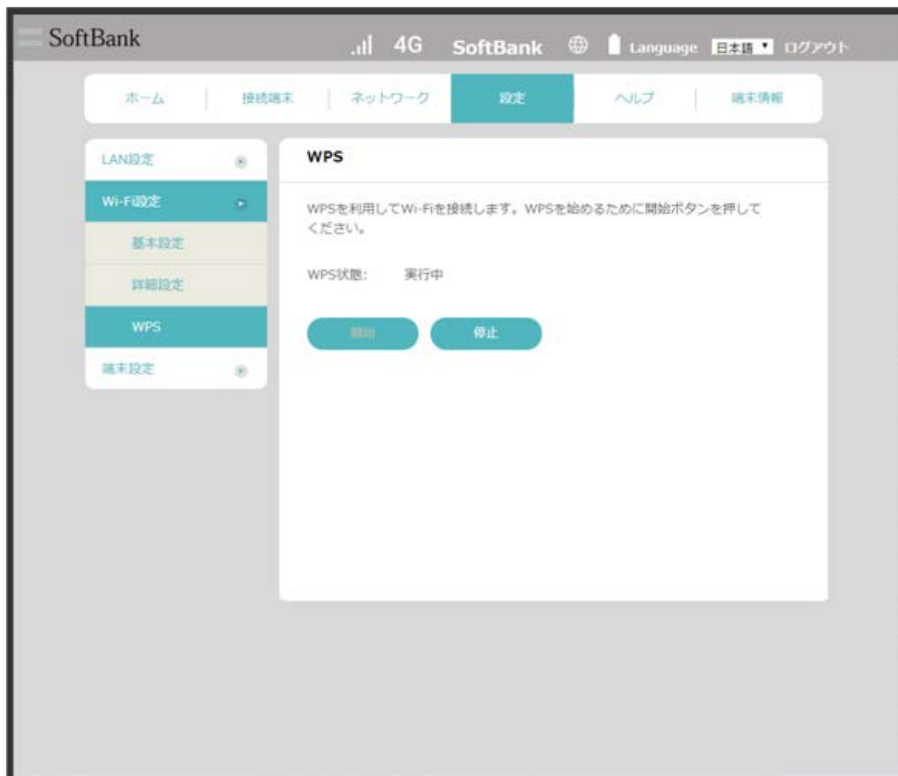 SoftBank
4G SoftBank Language 日本語 ログアウト
ホーム 接続端末 ネットワーク 設定 ヘルプ 端末情報
LAN設定
Wi-Fi設定
基本設定
詳細設定
WPS
端末設定
WPS
WPSを利用してWi-Fiを接続します。WPSを始めるために開始ボタンを押して
ください。
WPS状態: 実行中
開始 停止